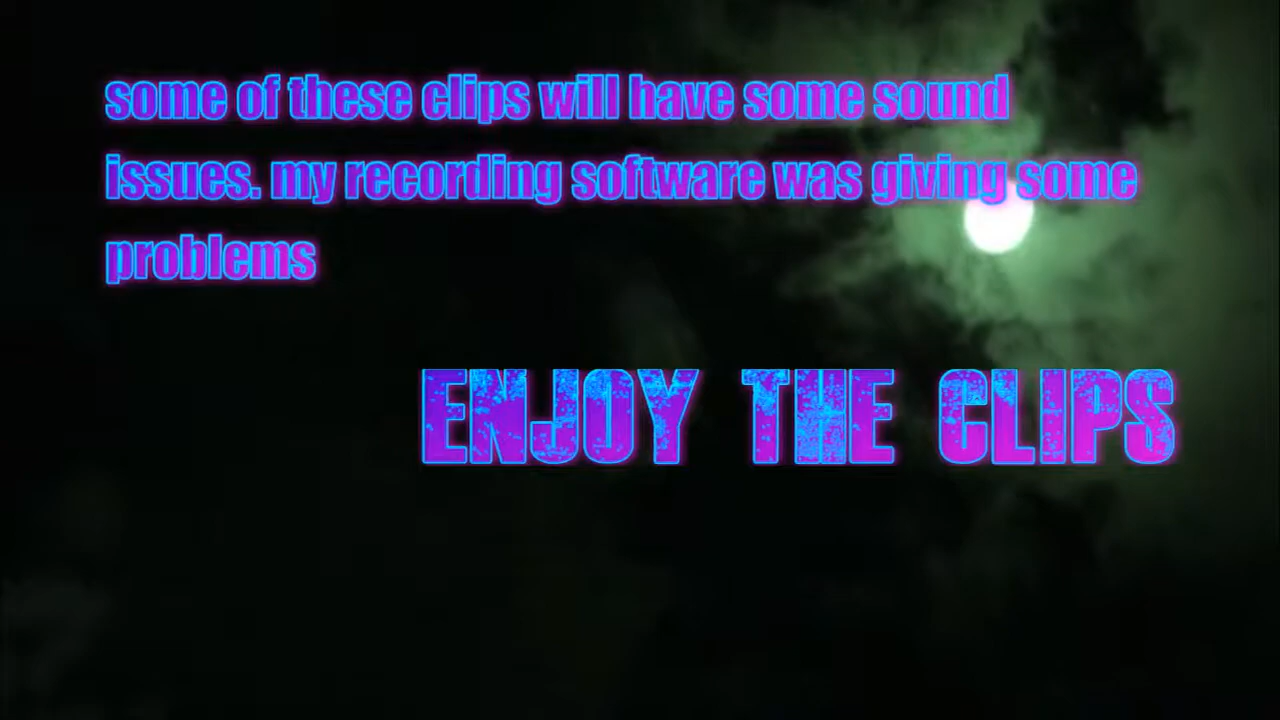 some of these clips will have some sound
issues. my recording software was giving some
problems
ENJOY THE CLIPS